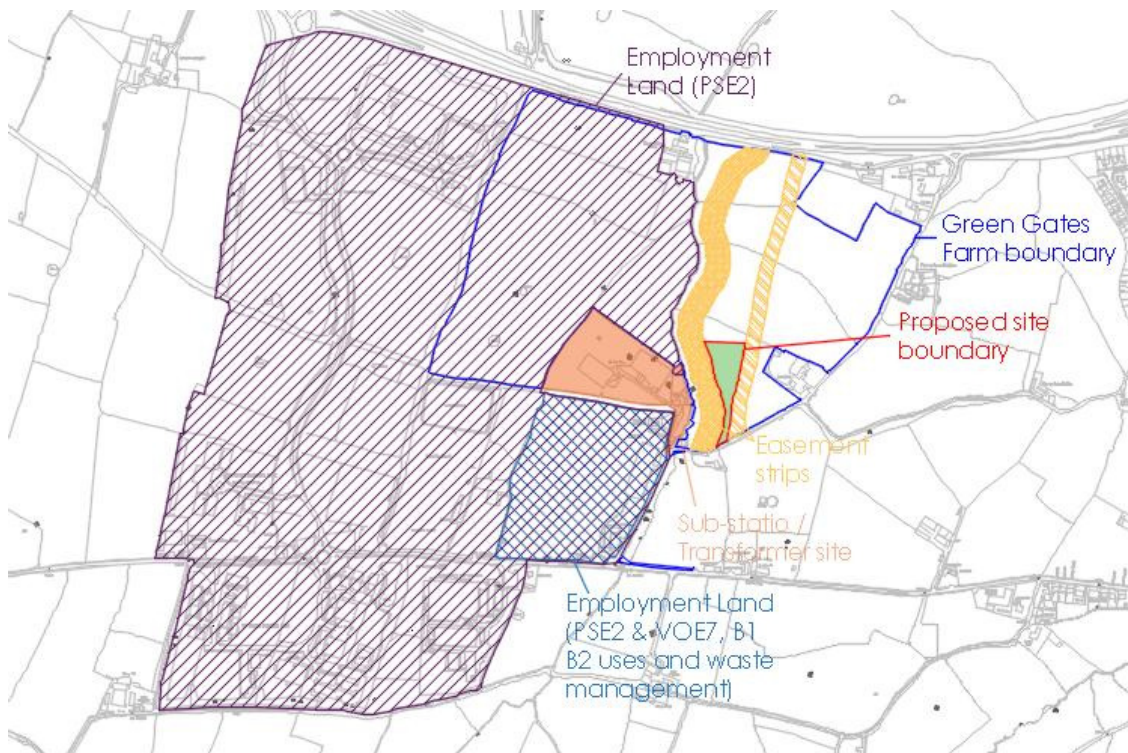 Employment
Land (PSE2)
Green Gates
Farm boundary
Proposed site
boundary
Easement
strips
Sub-statio /
Transformer site
Employment Land
(PSE2 & VOE7, B1
B2 uses and waste
management)